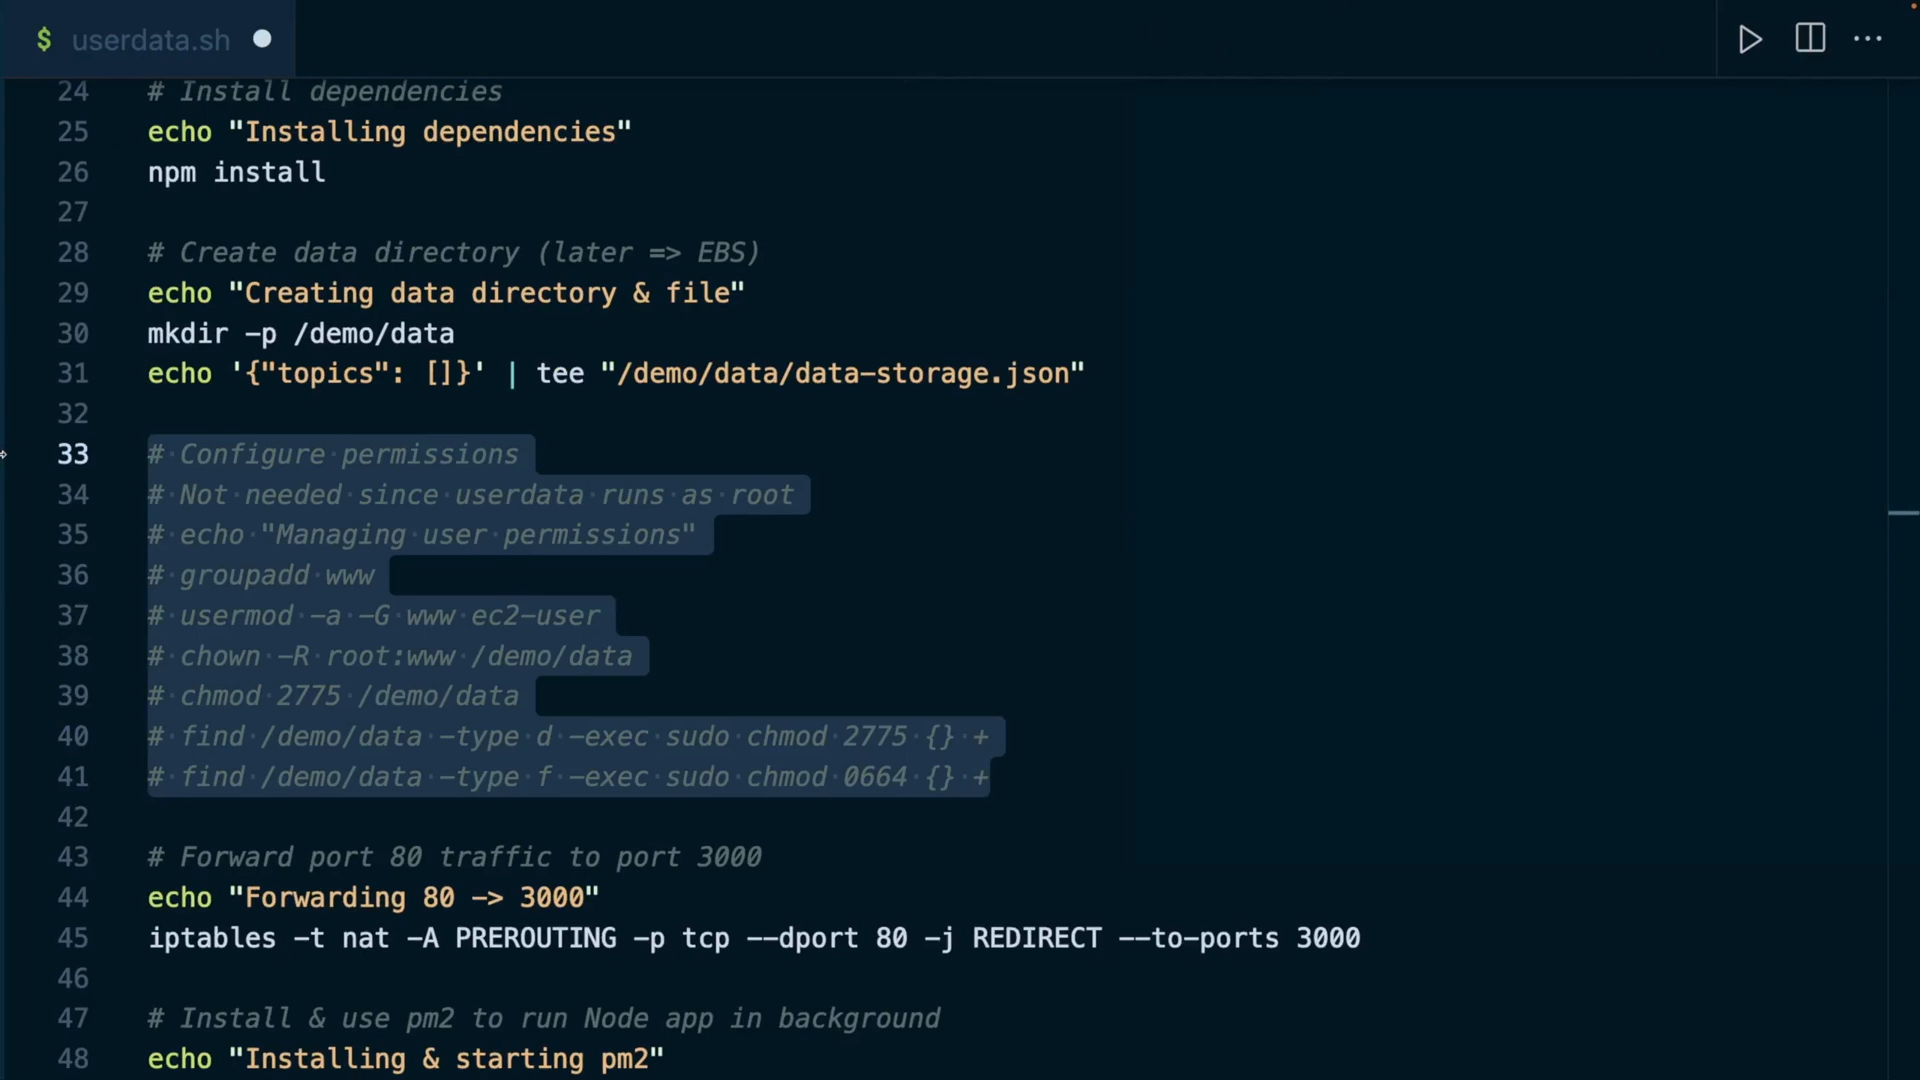 $ userdata.sh
24 # Install dependencies
25 echo "Installing dependencies"
26 npm install
27
28 # Create data directory (later => EBS)
29 echo "Creating data directory & file"
30 mkdir -p /demo/data
31 echo '{"topics": []}' | tee "/demo/data/data-storage.json"
32
33 # Configure permissions
34 # Not needed since userdata runs as root
35 # echo "Managing user permissions"
36 # groupadd www
37 # usermod -a -G www ec2-user
38 # chown -R root:www /demo/data
39 # chmod 2775 /demo/data
40 # find /demo/data -type d -exec sudo chmod 2775 {} +
41 # find /demo/data -type f -exec sudo chmod 0664 {} +
42
43 # Forward port 80 traffic to port 3000
44 echo "Forwarding 80 -> 3000"
45 iptables -t nat -A PREROUTING -p tcp --dport 80 -j REDIRECT --to-ports 3000
46
47 # Install & use pm2 to run Node app in background
48 echo "Installing & starting pm2"